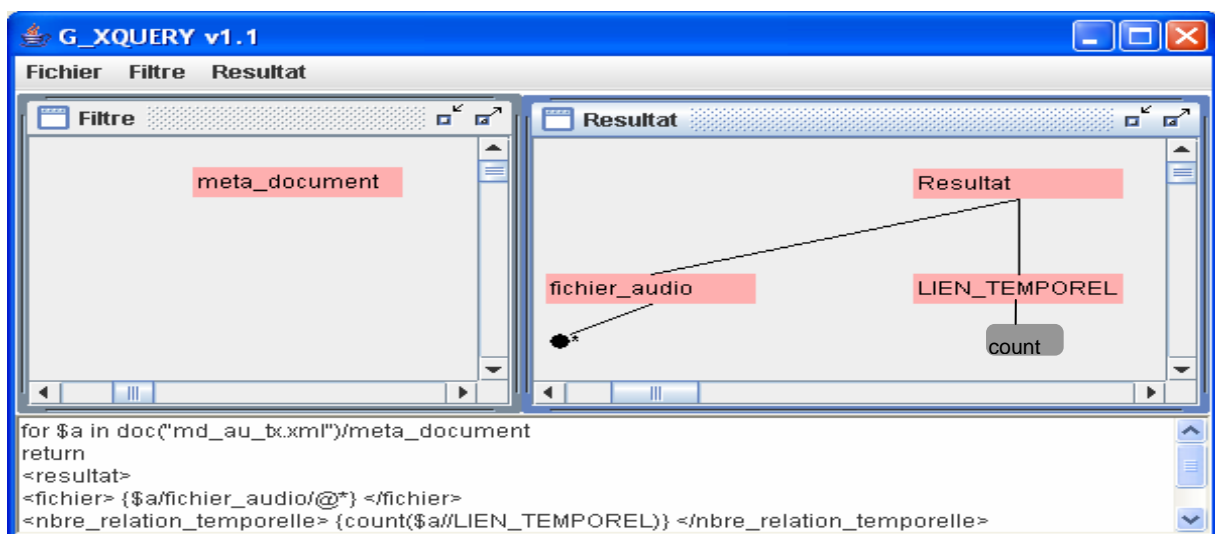 G_XQUERY v1.1
Fichier Filtre Resultat
Filtre
meta_document
Resultat
Resultat
fichier_audio
LIEN_TEMPOREL
*
count
for $a in doc("md_au_tx.xml")/meta_document
return
<resultat>
<fichier> {$a/fichier_audio/@*} </fichier>
<nbre_relation_temporelle> {count($a//LIEN_TEMPOREL)} </nbre_relation_temporelle>